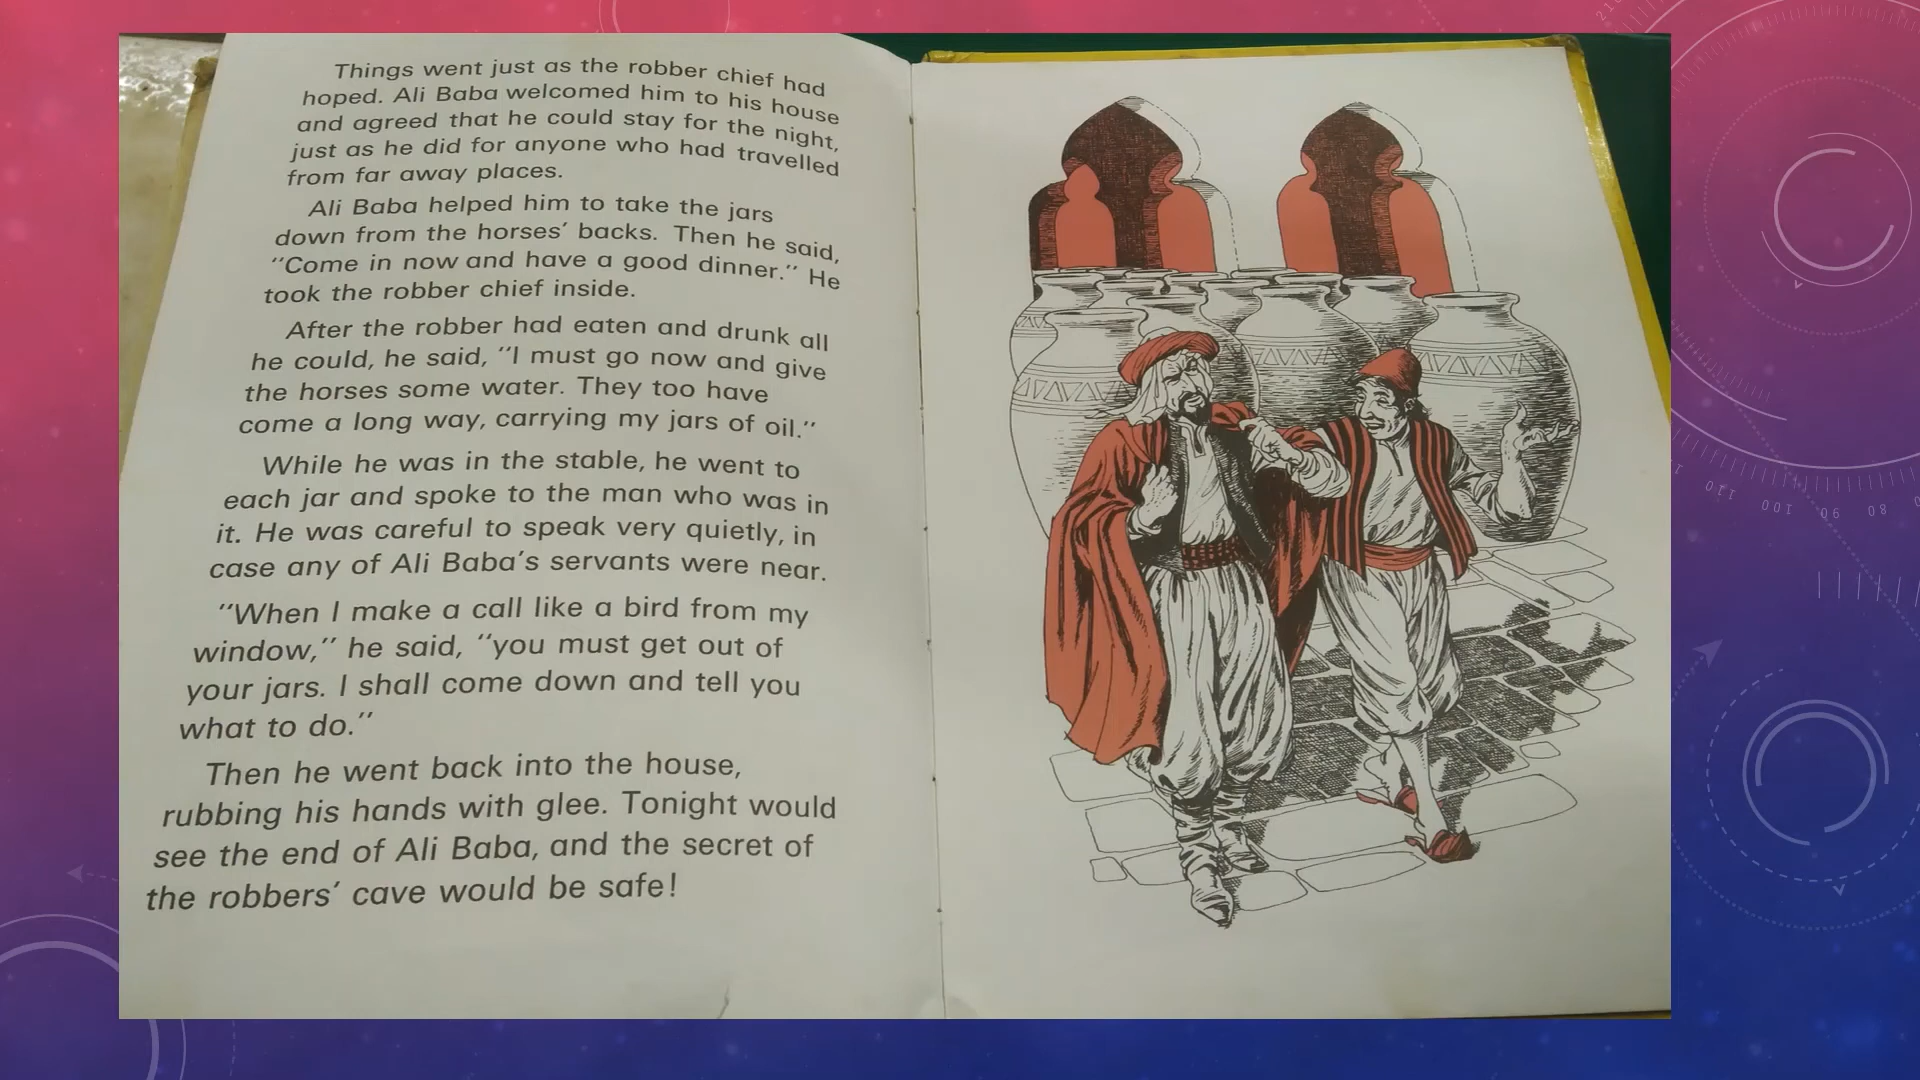 Things went just as the robber chief had
hoped. Ali Baba welcomed him to his house
and agreed that he could stay for the night,
just as he did for anyone who had travelled
from far away places.
Ali Baba helped him to take the jars
down from the horses' backs. Then he said,
"Come in now and have a good dinner." He
took the robber chief inside.
After the robber had eaten and drunk all
he could, he said, "I must go now and give
the horses some water. They too have
come a long way, carrying my jars of oil."
While he was in the stable, he went to
each jar and spoke to the man who was in
it. He was careful to speak very quietly, in
case any of Ali Baba's servants were near.
"When I make a call like a bird from my
window," he said, "you must get out of
your jars. I shall come down and tell you
what to do."
Then he went back into the house,
rubbing his hands with glee. Tonight would
see the end of Ali Baba, and the secret of
the robbers' cave would be safe!
210
110
100
90
80